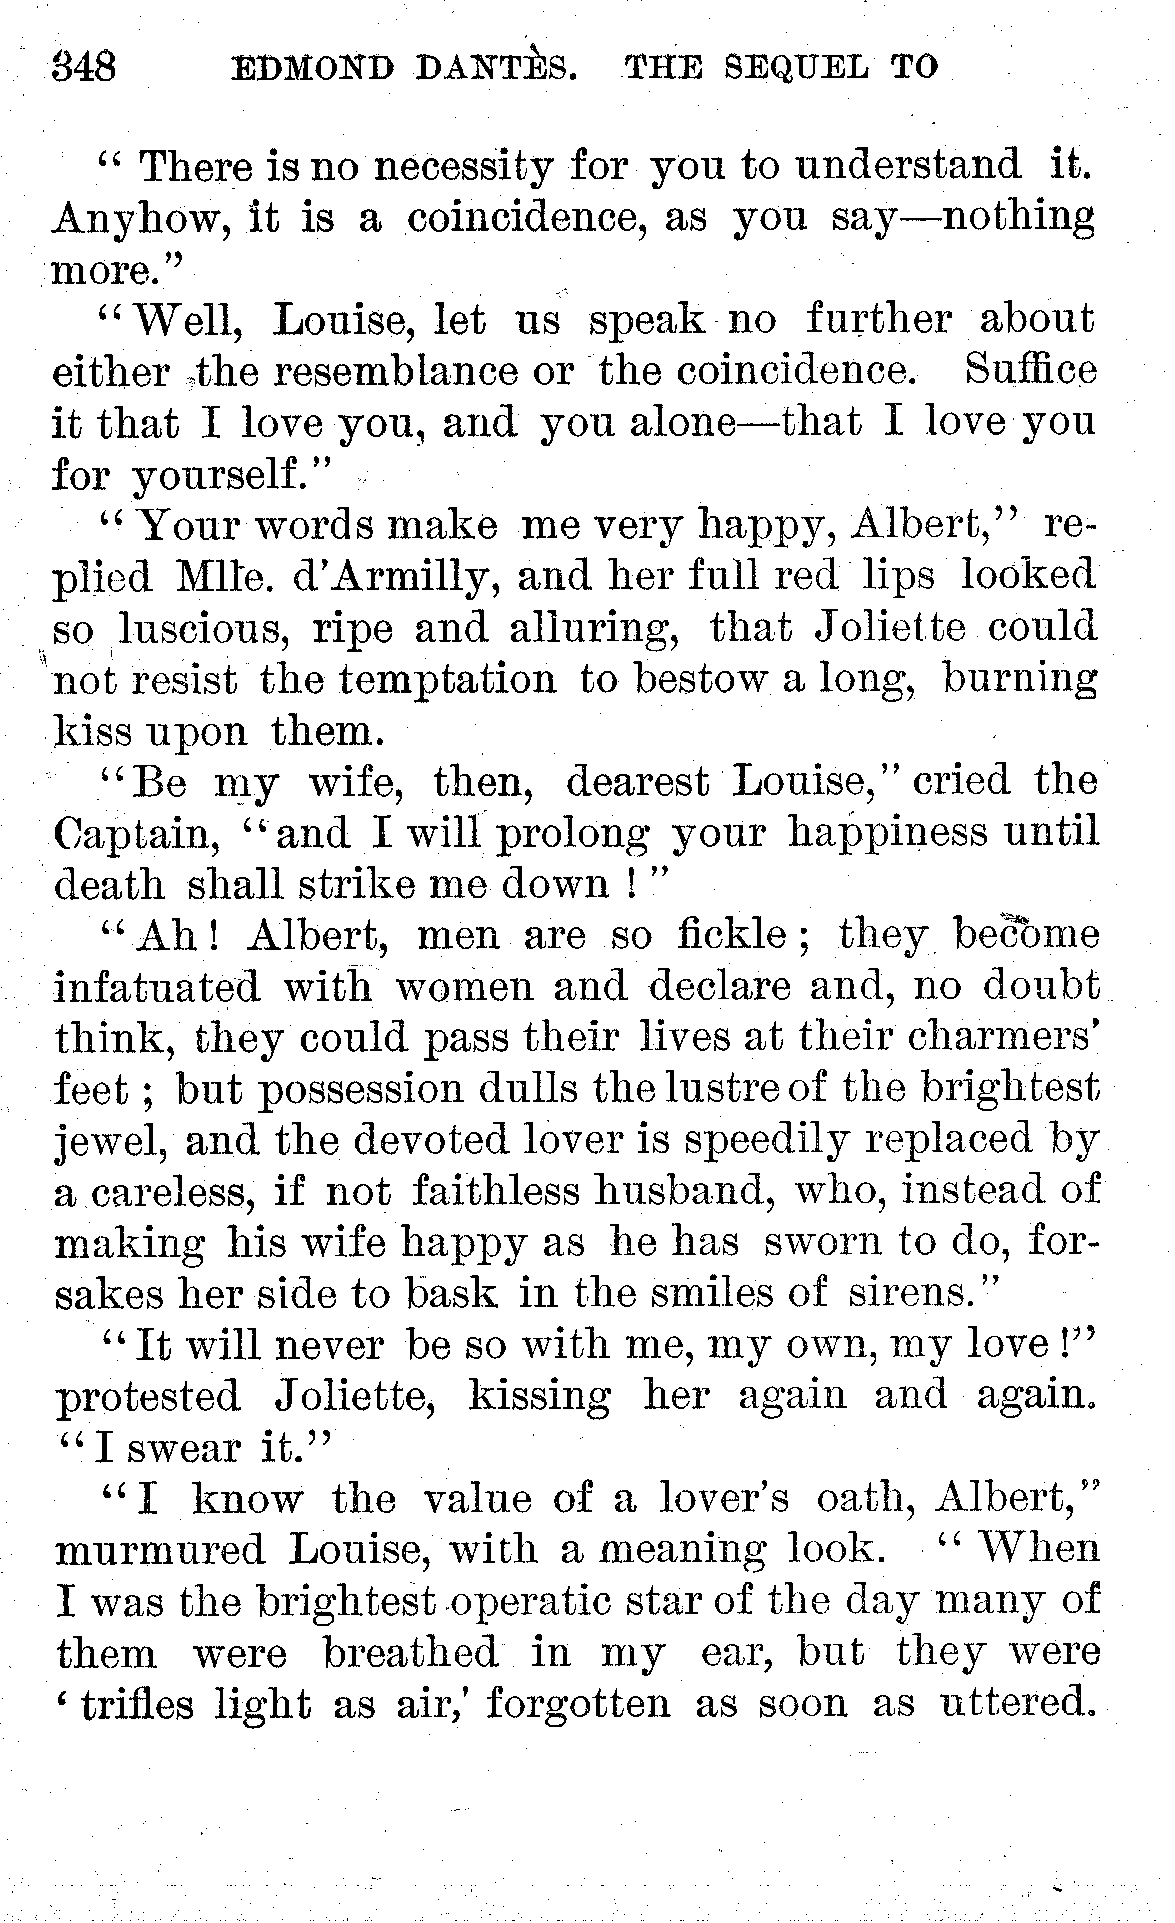 348 EDMOND DANTÈS. THE SEQUEL TO
“ There is no necessity for you to understand it.
Anyhow, it is a coincidence, as you say—nothing
more.”
“ Well, Louise, let us speak no further about
either the resemblance or the coincidence. Suffice
it that I love you, and you alone—that I love you
for yourself.”
“ Your words make me very happy, Albert,” re-
plied Mlle. d’Armilly, and her full red lips looked
so luscious, ripe and alluring, that Joliette could
not resist the temptation to bestow a long, burning
kiss upon them.
“Be my wife, then, dearest Louise,” cried the
Captain, “and I will prolong your happiness until
death shall strike me down ! ”
“Ah ! Albert, men are so fickle ; they become
infatuated with women and declare and, no doubt
think, they could pass their lives at their charmers’
feet ; but possession dulls the lustre of the brightest
jewel, and the devoted lover is speedily replaced by
a careless, if not faithless husband, who, instead of
making his wife happy as he has sworn to do, for-
sakes her side to bask in the smiles of sirens.”
“It will never be so with me, my own, my love !”
protested Joliette, kissing her again and again.
“I swear it.”
“I know the value of a lover’s oath, Albert,”
murmured Louise, with a meaning look. “ When
I was the brightest operatic star of the day many of
them were breathed in my ear, but they were
‘ trifles light as air,’ forgotten as soon as uttered.